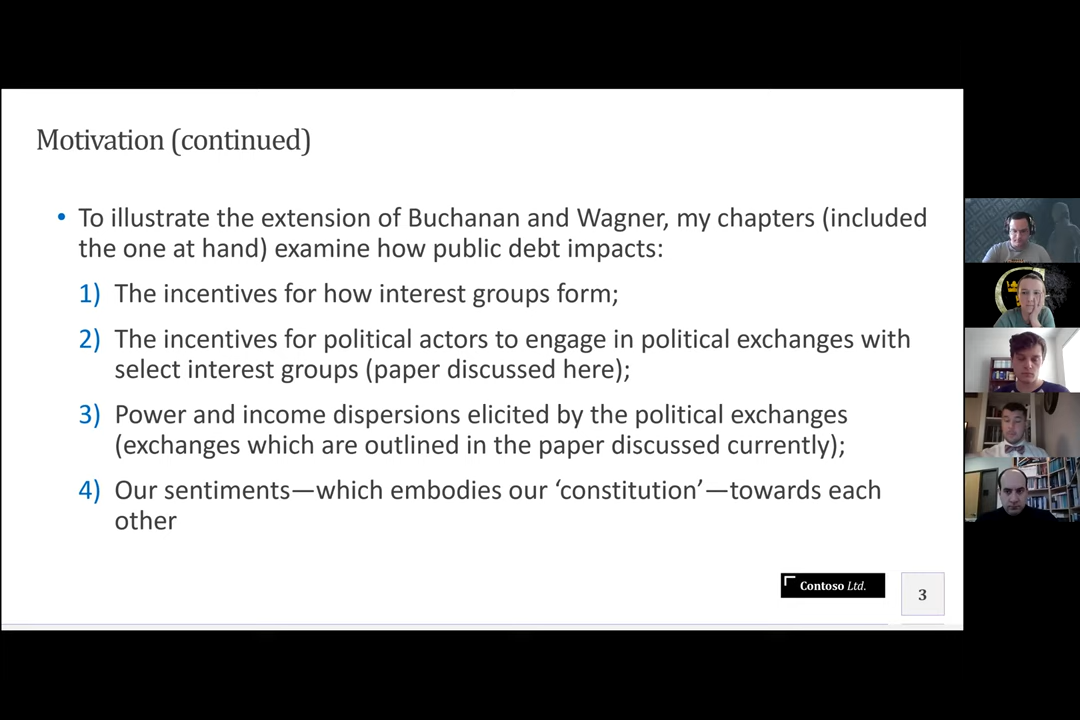 Motivation (continued)
• To illustrate the extension of Buchanan and Wagner, my chapters (included
the one at hand) examine how public debt impacts:
1) The incentives for how interest groups form;
2) The incentives for political actors to engage in political exchanges with
select interest groups (paper discussed here);
3) Power and income dispersions elicited by the political exchanges
(exchanges which are outlined in the paper discussed currently);
4) Our sentiments—which embodies our ‘constitution’—towards each
other
Contoso Ltd.
3